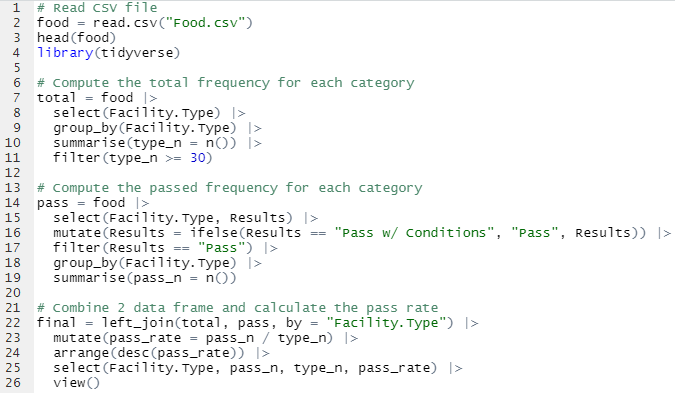 1 # Read CSV file
2 food = read.csv("Food.csv")
3 head(food)
4 library(tidyverse)
5
6 # Compute the total frequency for each category
7 total = food |>
8   select(Facility.Type) |>
9   group_by(Facility.Type) |>
10   summarise(type_n = n()) |>
11   filter(type_n >= 30)
12
13 # Compute the passed frequency for each category
14 pass = food |>
15   select(Facility.Type, Results) |>
16   mutate(Results = ifelse(Results == "Pass w/ Conditions", "Pass", Results)) |>
17   filter(Results == "Pass") |>
18   group_by(Facility.Type) |>
19   summarise(pass_n = n())
20
21 # Combine 2 data frame and calculate the pass rate
22 final = left_join(total, pass, by = "Facility.Type") |>
23   mutate(pass_rate = pass_n / type_n) |>
24   arrange(desc(pass_rate)) |>
25   select(Facility.Type, pass_n, type_n, pass_rate) |>
26   view()